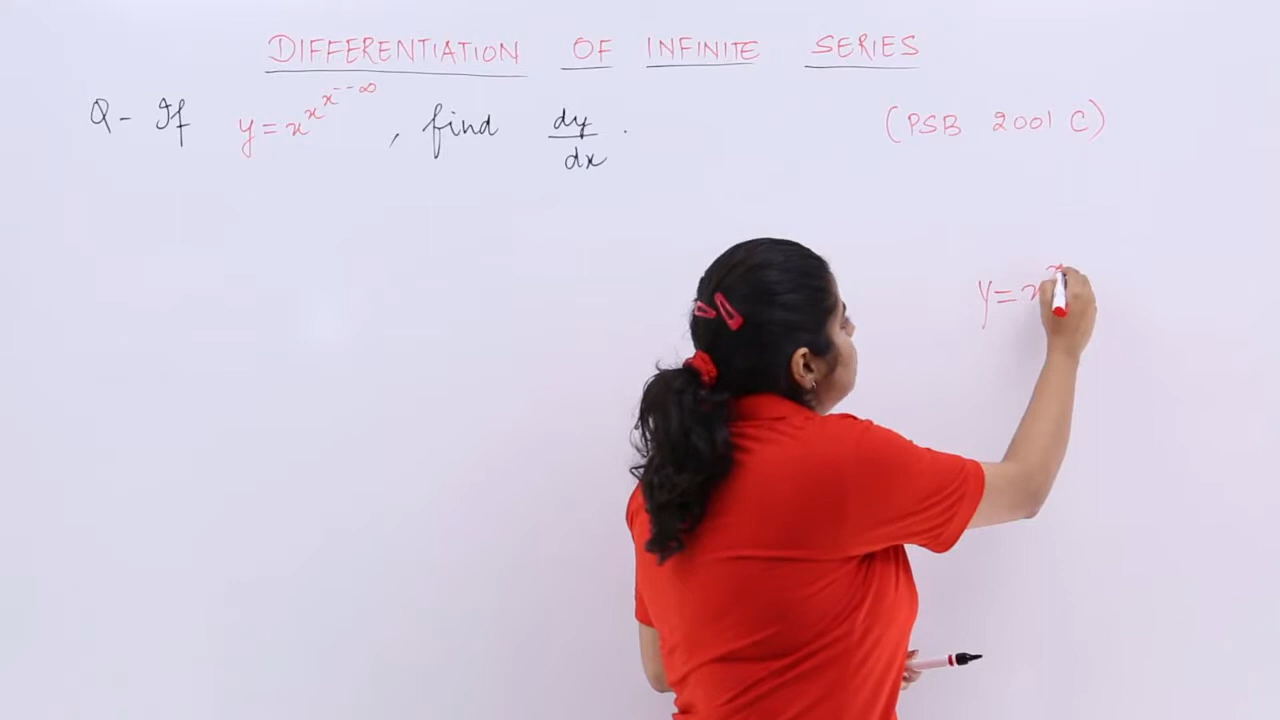 DIFFERENTIATION OF INFINITE SERIES
Q- If y = x^x^x^--∞, find dy/dx. (PSB 2001 C)
y = x^x